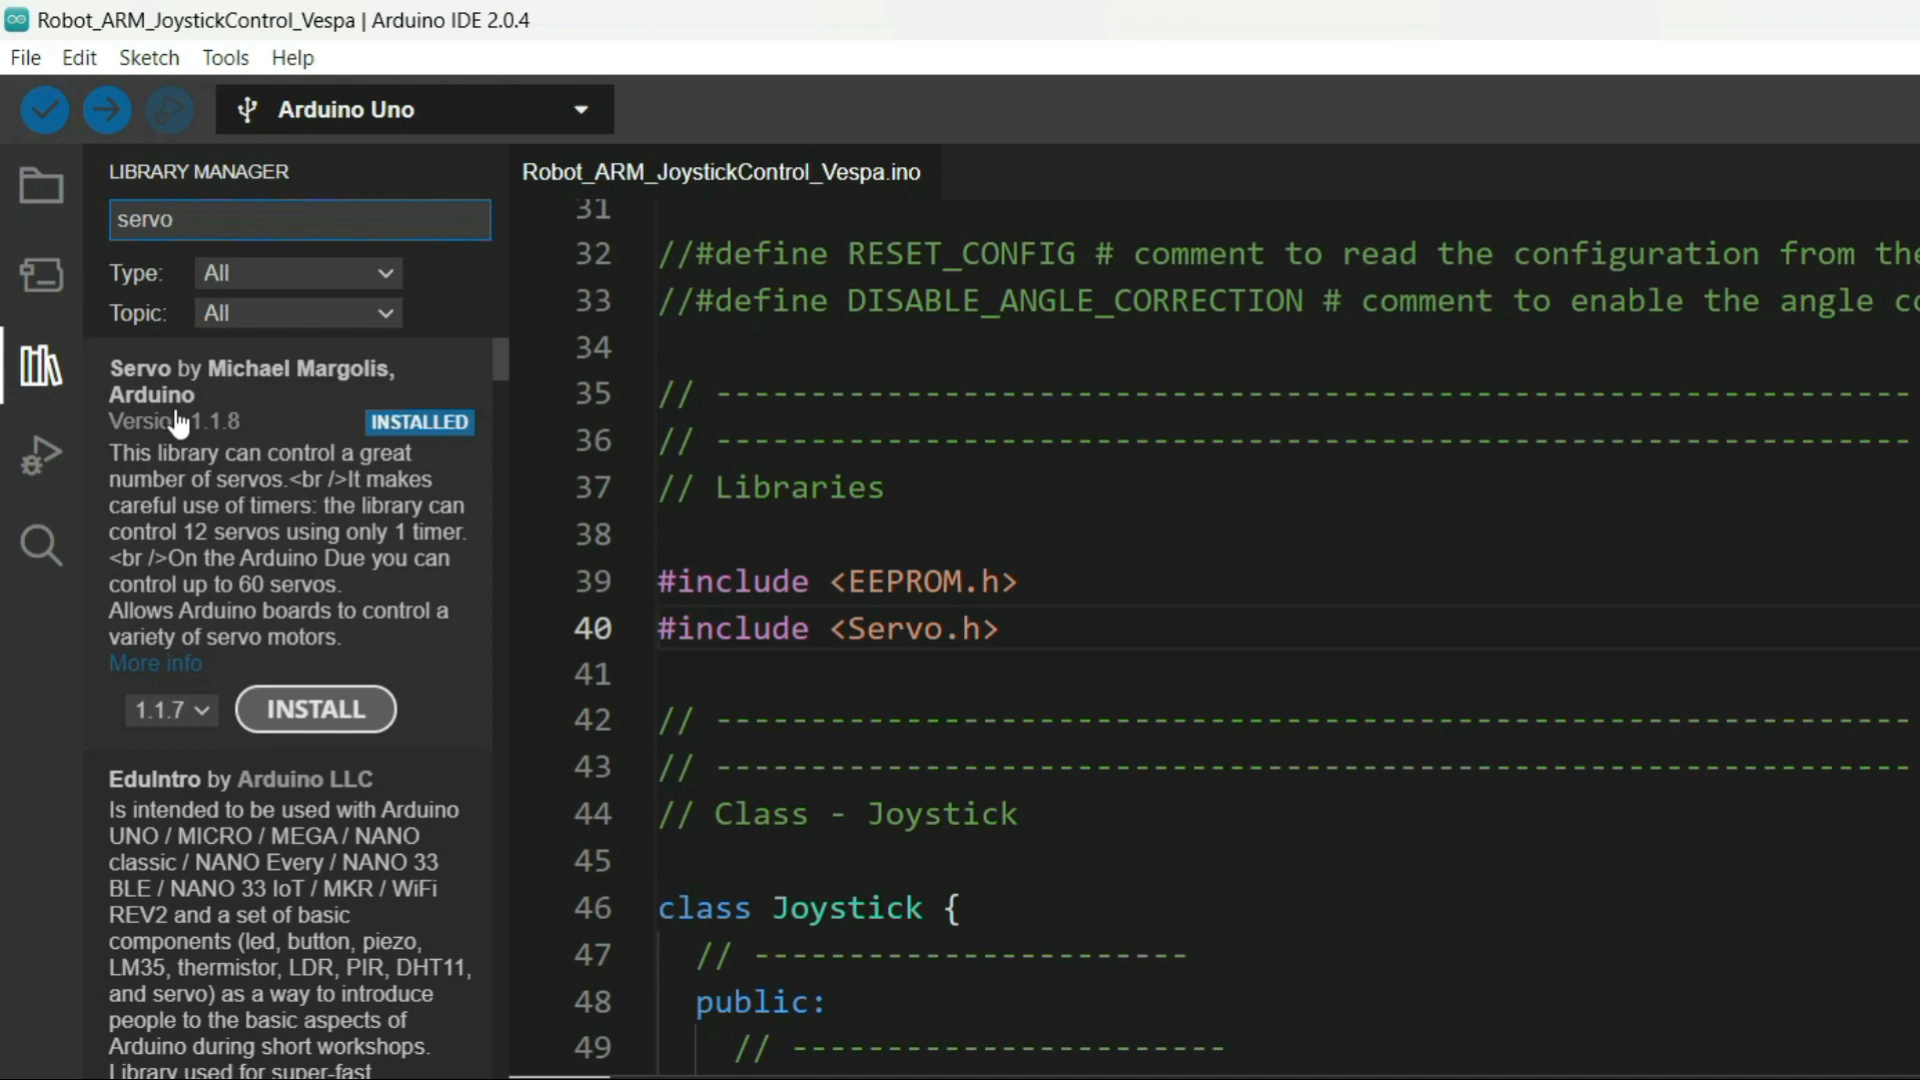 Robot_ARM_JoystickControl_Vespa | Arduino IDE 2.0.4
File Edit Sketch Tools Help
Arduino Uno
LIBRARY MANAGER
servo
Type: All
Topic: All
Servo by Michael Margolis,
Arduino
1.1.8 INSTALLED
This library can control a great
number of servos.<br />It makes
careful use of timers: the library can
control 12 servos using only 1 timer.
<br />On the Arduino Due you can
control up to 60 servos.
Allows Arduino boards to control a
variety of servo motors.
More info
1.1.7 INSTALL
EduIntro by Arduino LLC
Is intended to be used with Arduino
UNO / MICRO / MEGA / NANO
classic / NANO Every / NANO 33
BLE / NANO 33 IoT / MKR / WiFi
REV2 and a set of basic
components (led, button, piezo,
LM35, thermistor, LDR, PIR, DHT11,
and servo) as a way to introduce
people to the basic aspects of
Arduino during short workshops.
Library used for super-fast
Robot_ARM_JoystickControl_Vespa.ino
31
32 //#define RESET_CONFIG # comment to read the configuration from the
33 //#define DISABLE_ANGLE_CORRECTION # comment to enable the angle
34
35 // ---------------------------------------------------------------
36 // ---------------------------------------------------------------
37 // Libraries
38
39 #include <EEPROM.h>
40 #include <Servo.h>
41
42 // ---------------------------------------------------------------
43 // ---------------------------------------------------------------
44 // Class - Joystick
45
46 class Joystick {
47 // -----------------------
48 public:
49 // -----------------------